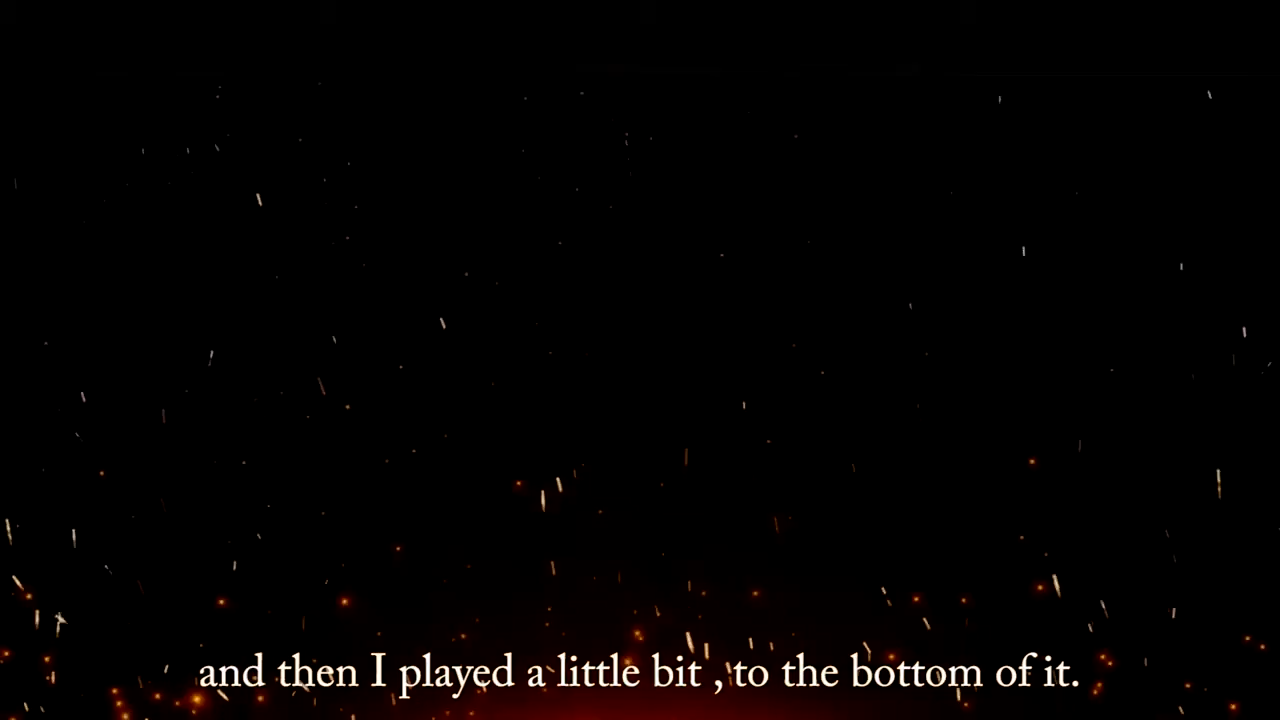 and then I played a little bit , to the bottom of it.